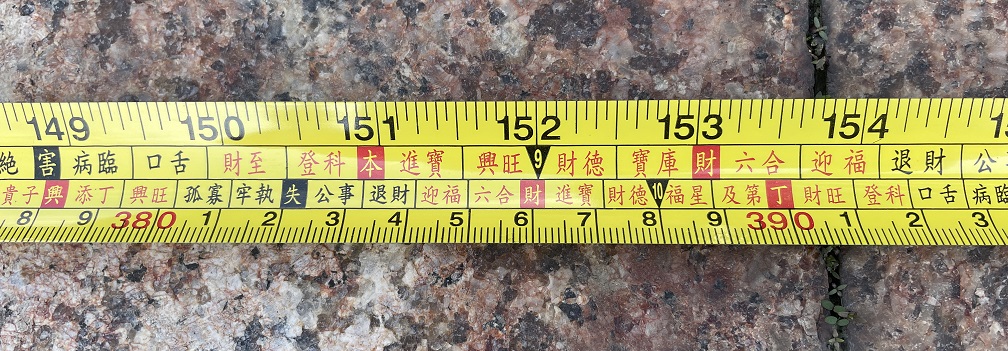 149 150 151 152 153 154
絶 害 病臨 口舌 財至 登科 本 進寶 興旺 9 財德 寶庫 財 六合 迎福 退財 公
貴子 興 添丁 興旺 孤寡 牢執 失 公事 退財 迎福 六合 財 進寶 財德 10 福星 及第 丁 財旺 登科 口舌 病臨
8 9 380 1 2 3 4 5 6 7 8 9 390 1 2 3